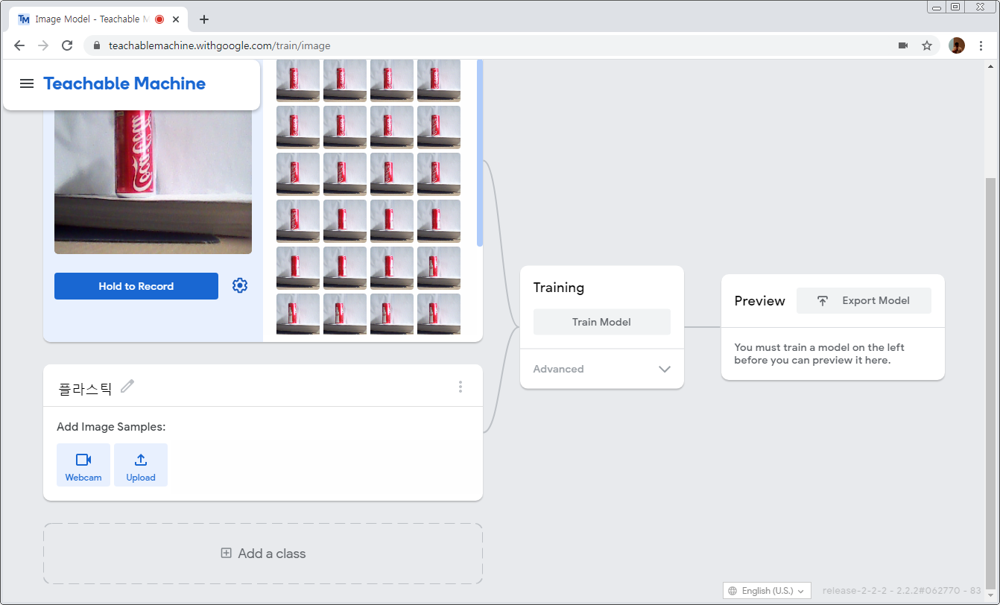 Image Model - Teachable M
teachablemachine.withgoogle.com/train/image
Teachable Machine
Coca-Cola
Hold to Record
Training
Train Model
Advanced
Preview
Export Model
You must train a model on the left
before you can preview it here.
플라스틱
Add Image Samples:
Webcam
Upload
Add a class
English (U.S.)
release-2-2-2 - 2.2.2#062770 - 83